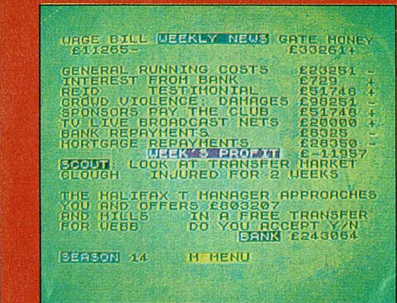 WAGE BILL WEEKLY NEWS GATE MONEY
£11265- £33261+
GENERAL RUNNING COSTS £23251 -
INTEREST FROM BANK £729 +
REID TESTIMONIAL £51748 +
CROWD VIOLENCE: DAMAGES £98251 -
SPONSORS PAY THE CLUB £51748 +
TV LIVE BROADCAST NETS £20000 +
BANK REPAYMENTS £8325 -
MORTGAGE REPAYMENTS £28350 -
WEEK'S PROFIT £-11957
SCOUT: LOOK AT TRANSFER MARKET
CLOUGH INJURED FOR 2 WEEKS
THE HALIFAX T MANAGER APPROACHES
YOU AND OFFERS £803207
AND MILLS IN A FREE TRANSFER
FOR WEBB DO YOU ACCEPT Y/N
BANK £243064
SEASON 14 M MENU